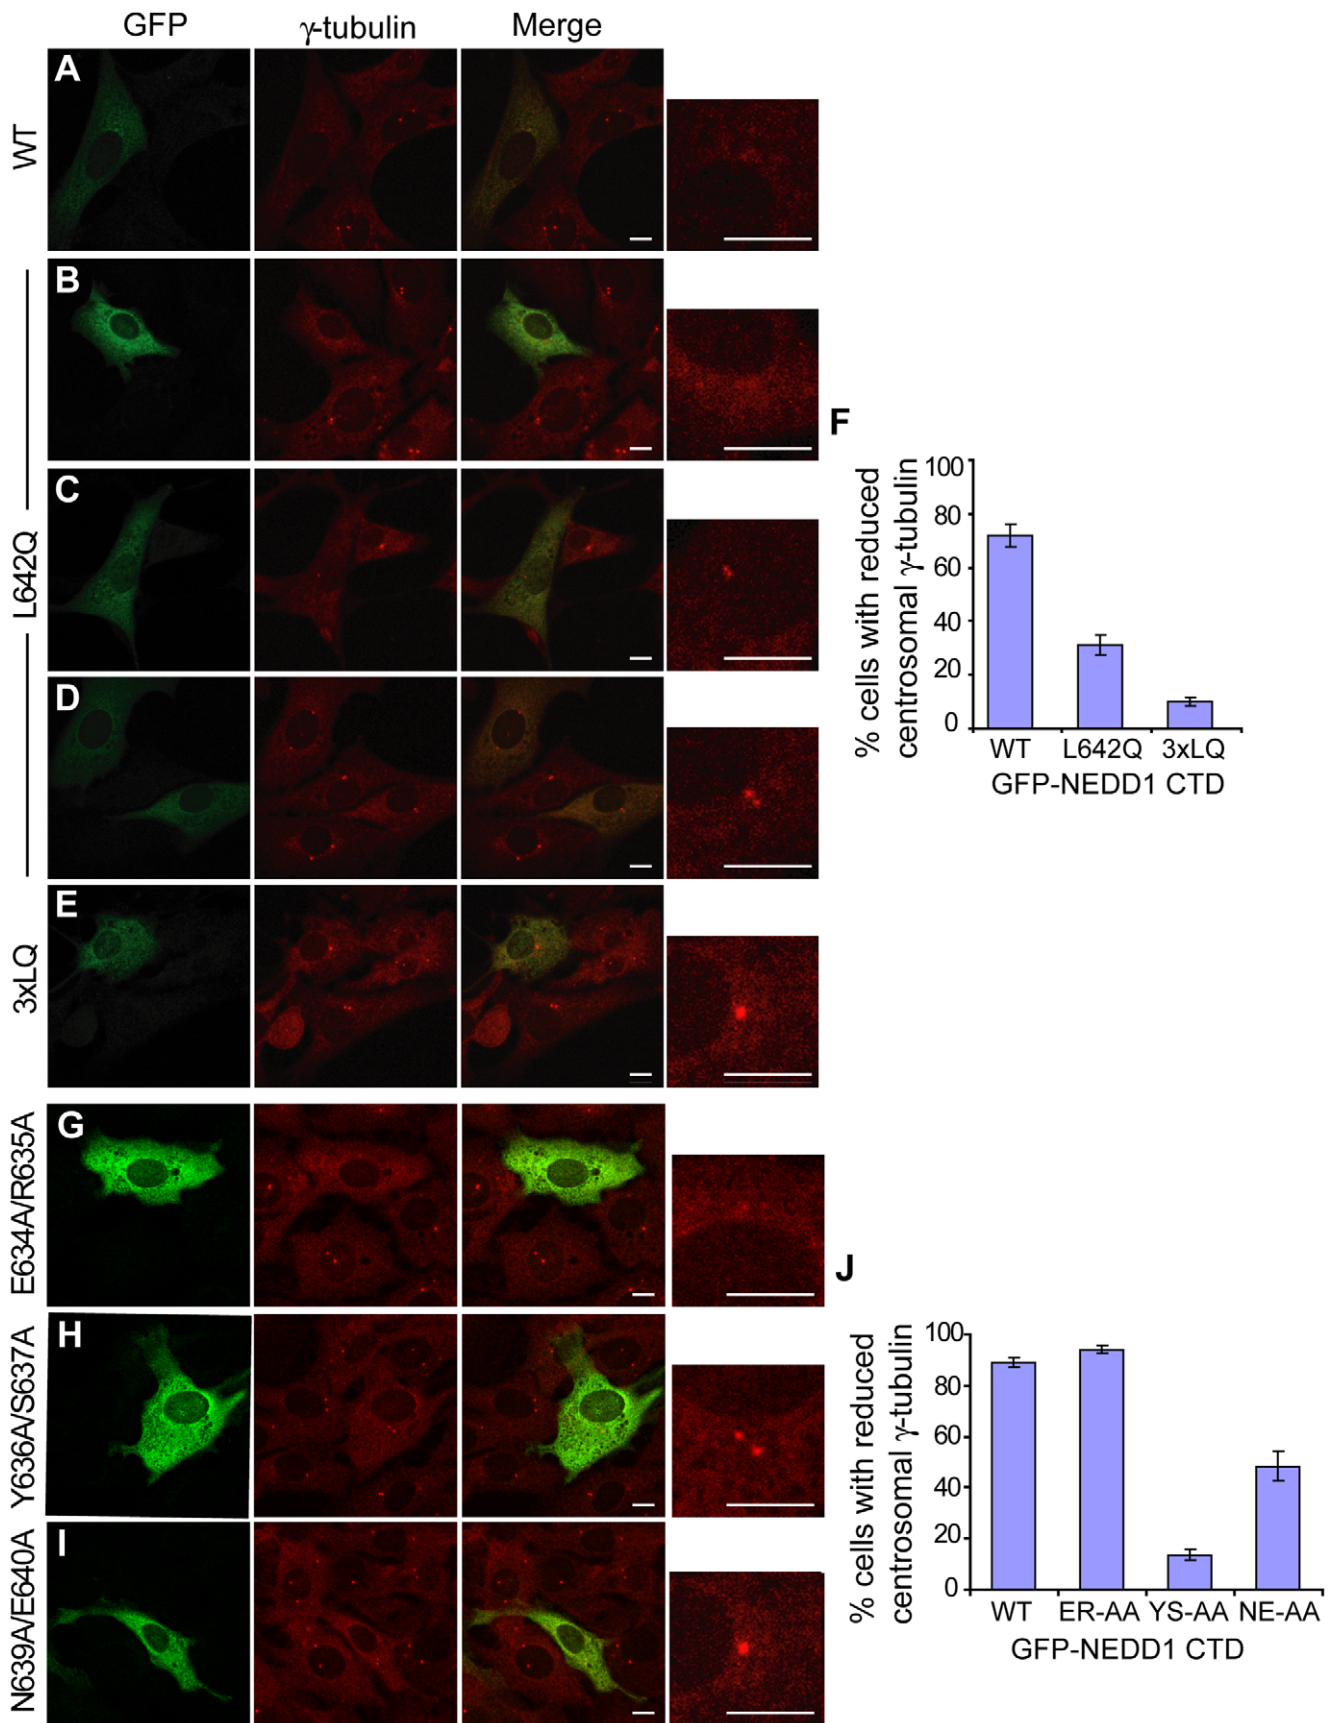 GFP γ-tubulin Merge
A
WT
B
L642Q
C
D
E
3xLQ
F
% cells with reduced
centrosomal γ-tubulin
100
80
60
40
20
0
WT L642Q 3xLQ
GFP-NEDD1 CTD
G
E634A/R635A
H
Y636A/S637A
I
N639A/E640A
J
% cells with reduced
centrosomal γ-tubulin
100
80
60
40
20
0
WT ER-AA YS-AA NE-AA
GFP-NEDD1 CTD